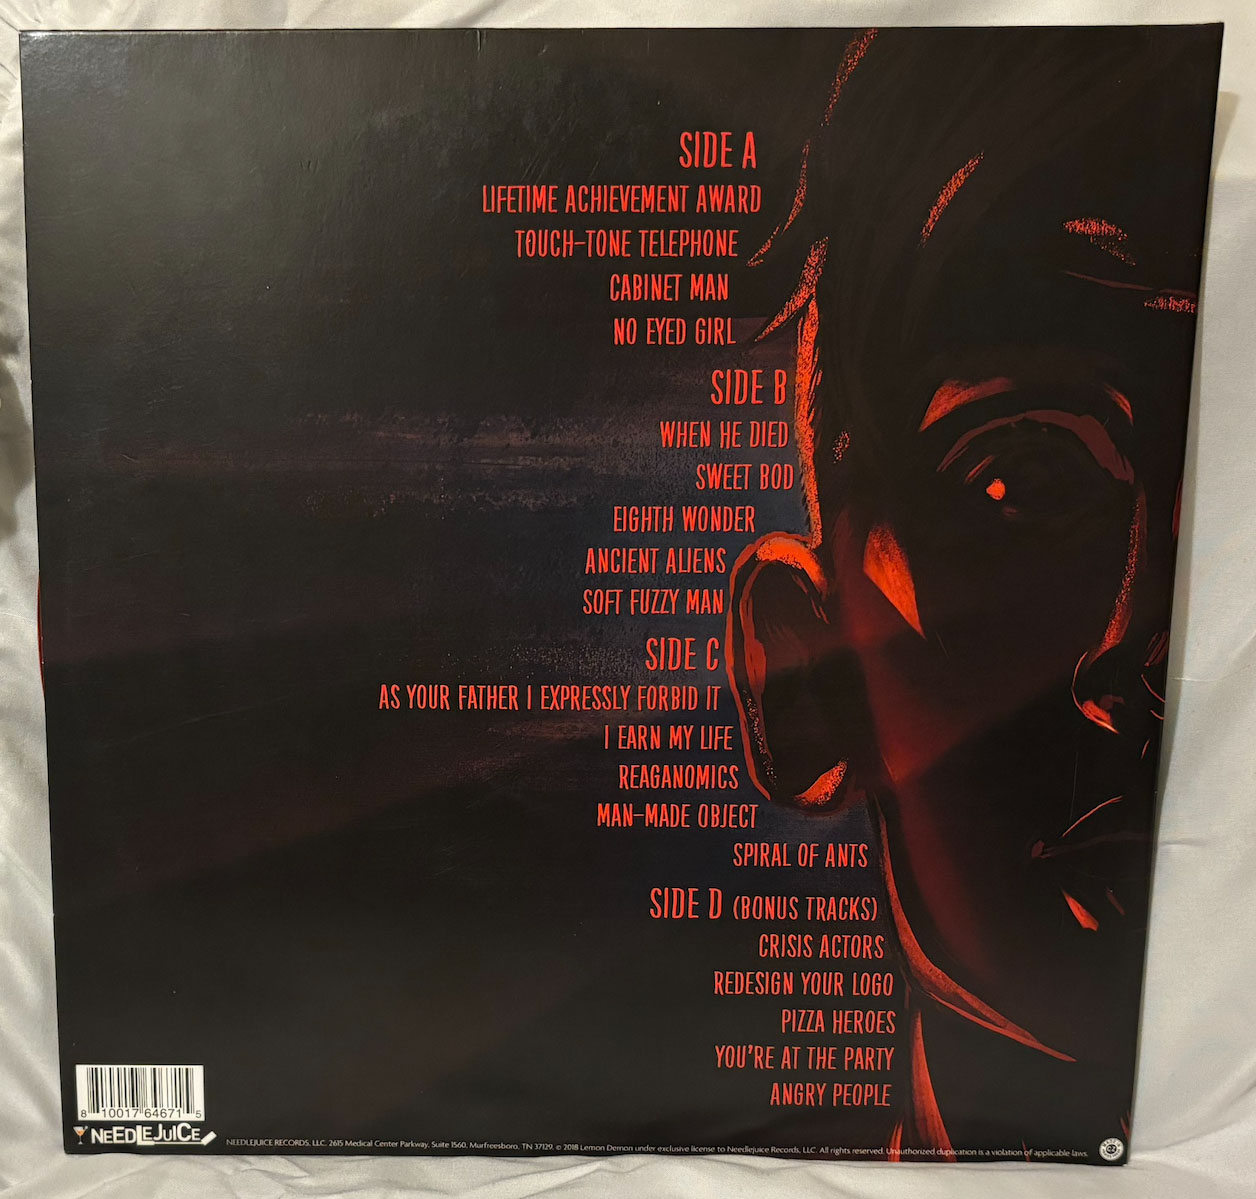 SIDE A
LIFETIME ACHIEVEMENT AWARD
TOUCH-TONE TELEPHONE
CABINET MAN
NO EYED GIRL
SIDE B
WHEN HE DIED
SWEET BOD
EIGHTH WONDER
ANCIENT ALIENS
SOFT FUZZY MAN
SIDE C
AS YOUR FATHER I EXPRESSLY FORBID IT
I EARN MY LIFE
REAGANOMICS
MAN-MADE OBJECT
SPIRAL OF ANTS
SIDE D (BONUS TRACKS)
CRISIS ACTORS
REDESIGN YOUR LOGO
PIZZA HEROES
YOU'RE AT THE PARTY
ANGRY PEOPLE
8 10017 64671 5
NEEDLEJUICE
NEEDLEJUICE RECORDS, LLC. 2615 Medical Center Parkway, Suite 1560, Murfreesboro, TN 37129. © 2018 Lemon Demon under exclusive license to Needlejuice Records, LLC. All rights reserved. Unauthorized duplication is a violation of applicable laws.